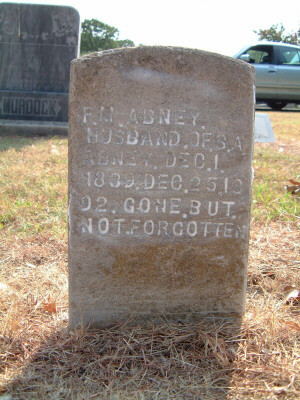 MURDOCK
F.M. ABNEY.
HUSBAND. OF S.A
ABNEY. DEC. 1.
1839. DEC. 25, 19
02. GONE. BUT.
NOT. FORGOTTEN